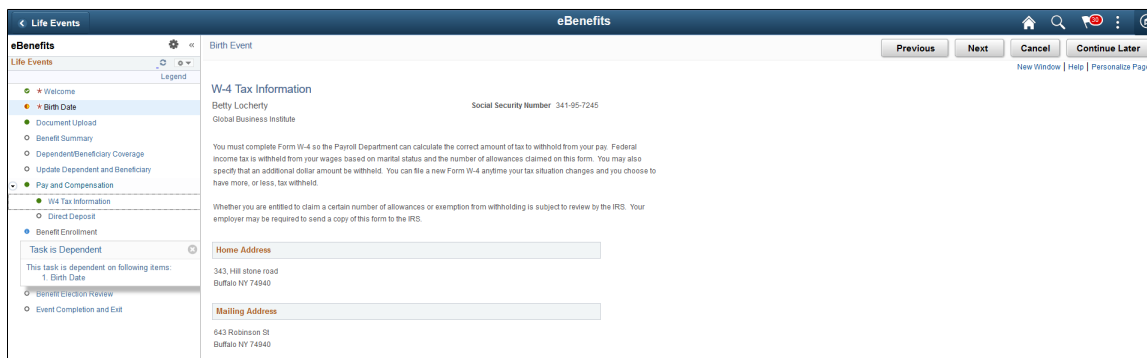 Life Events
eBenefits
30
eBenefits
«
Birth Event
Previous
Next
Cancel
Continue Later
Life Events
Legend
New Window | Help | Personalize Page
* Welcome
* Birth Date
Document Upload
Benefit Summary
Dependent/Beneficiary Coverage
Update Dependent and Beneficiary
Pay and Compensation
W4 Tax Information
Direct Deposit
Benefit Enrollment
Task is Dependent
This task is dependent on following items:
1. Birth Date
Benefit Election Review
Event Completion and Exit
W-4 Tax Information
Betty Locherty
Social Security Number 341-95-7245
Global Business Institute
You must complete Form W-4 so the Payroll Department can calculate the correct amount of tax to withhold from your pay. Federal
income tax is withheld from your wages based on marital status and the number of allowances claimed on this form. You may also
specify that an additional dollar amount be withheld. You can file a new Form W-4 anytime your tax situation changes and you choose to
have more, or less, tax withheld.
Whether you are entitled to claim a certain number of allowances or exemption from withholding is subject to review by the IRS. Your
employer may be required to send a copy of this form to the IRS.
Home Address
343, Hill stone road
Buffalo NY 74940
Mailing Address
643 Robinson St
Buffalo NY 74940